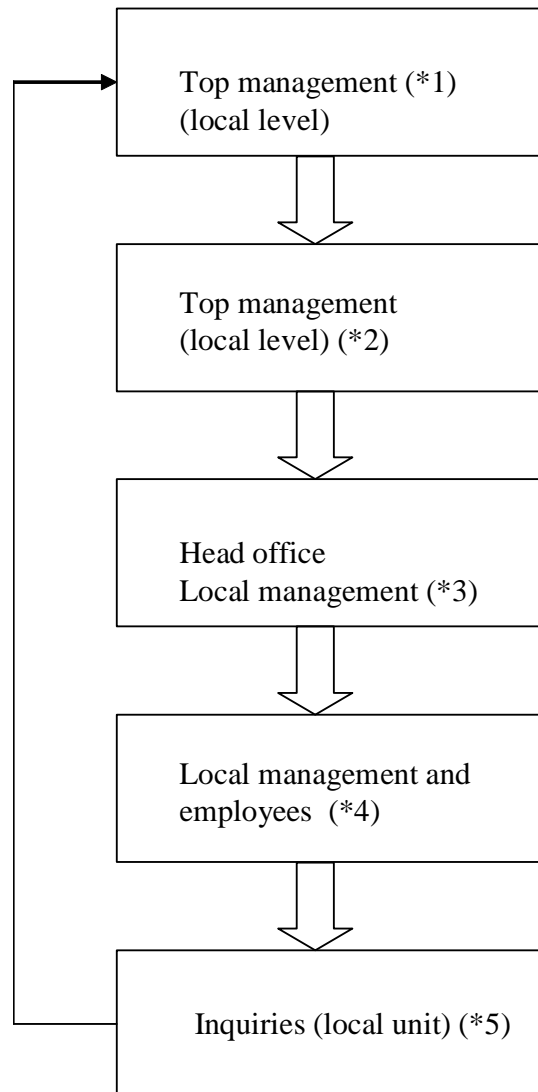 Top management (*1)
(local level)
Top management
(local level) (*2)
Head office
Local management (*3)
Local management and
employees (*4)
Inquiries (local unit) (*5)